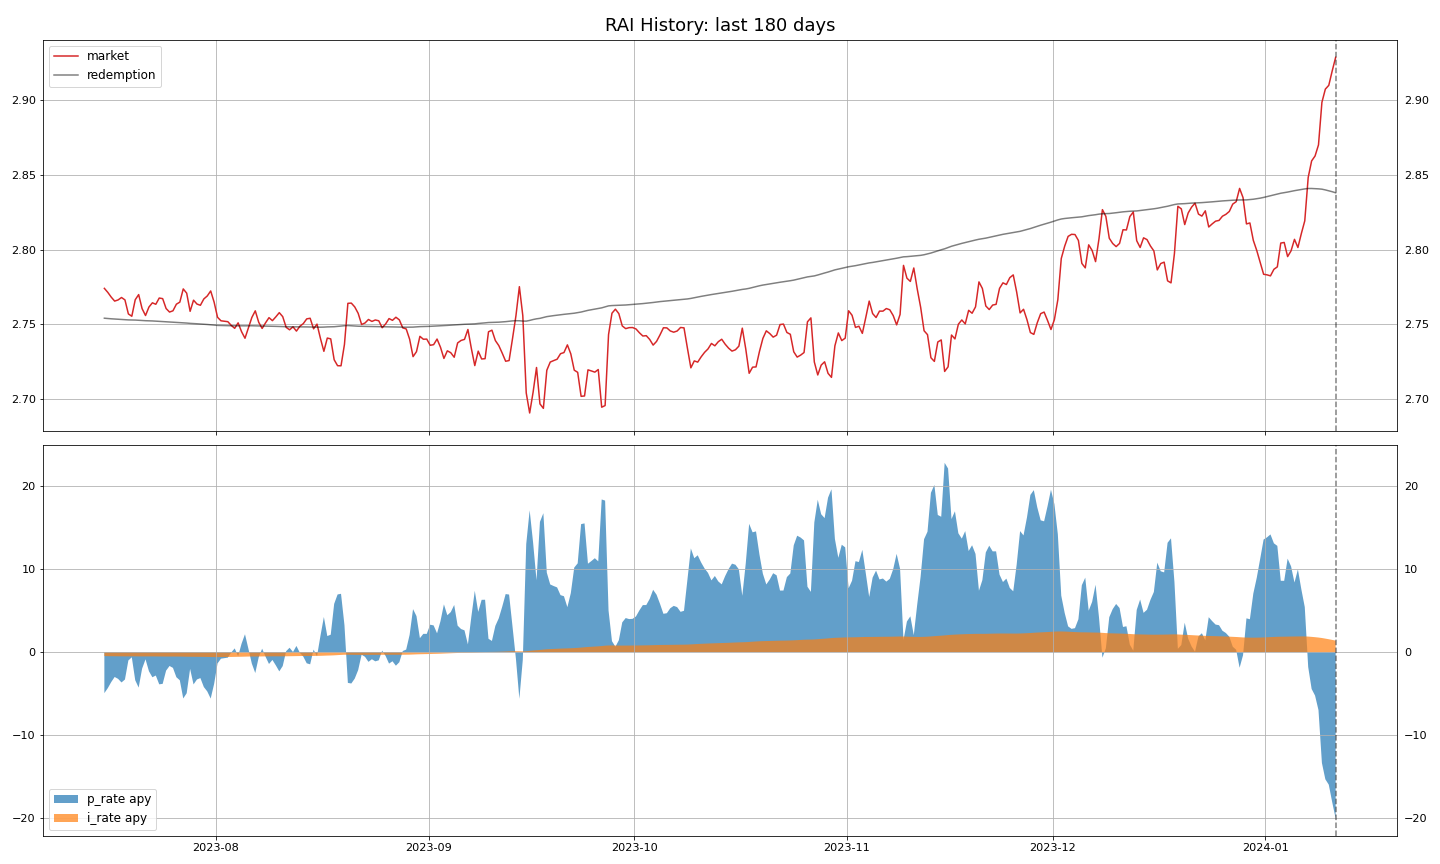 RAI History: last 180 days
market
redemption
2.90 2.90
2.85 2.85
2.80 2.80
2.75 2.75
2.70 2.70
20 20
10 10
0 0
−10 −10
−20 −20
p_rate apy
i_rate apy
2023-08 2023-09 2023-10 2023-11 2023-12 2024-01